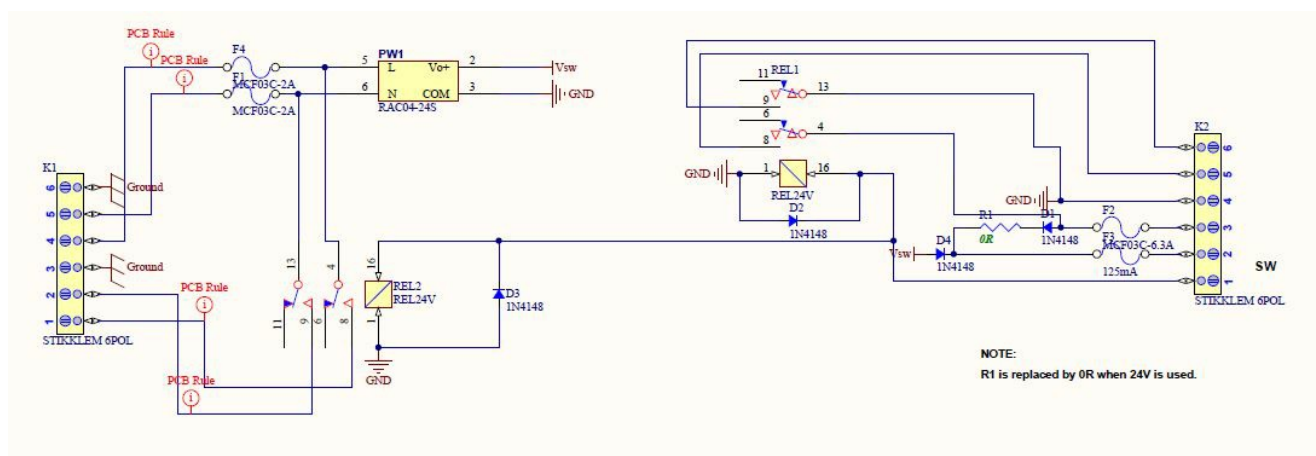 PCB Rule
PCB Rule
F4
MCF03C-2A
F1
MCF03C-2A
PW1
5 L Vo+ 2
6 N COM 3
RAC04-24S
Vsw
GND
K1
6
5
4
3
2
1
Ground
Ground
STIKKLEM 6POL
PCB Rule
PCB Rule
13
4
11
9
6
8
16
REL2
REL24V
1
GND
D3
1N4148
11
REL1
13
9
6
4
8
GND
1
16
REL24V
D2
1N4148
GND
R1
0R
D1
1N4148
F2
MCF03C-6.3A
F3
125mA
Vsw
D4
1N4148
K2
6
5
4
3
2
1
STIKKLEM 6POL
SW
NOTE:
R1 is replaced by 0R when 24V is used.